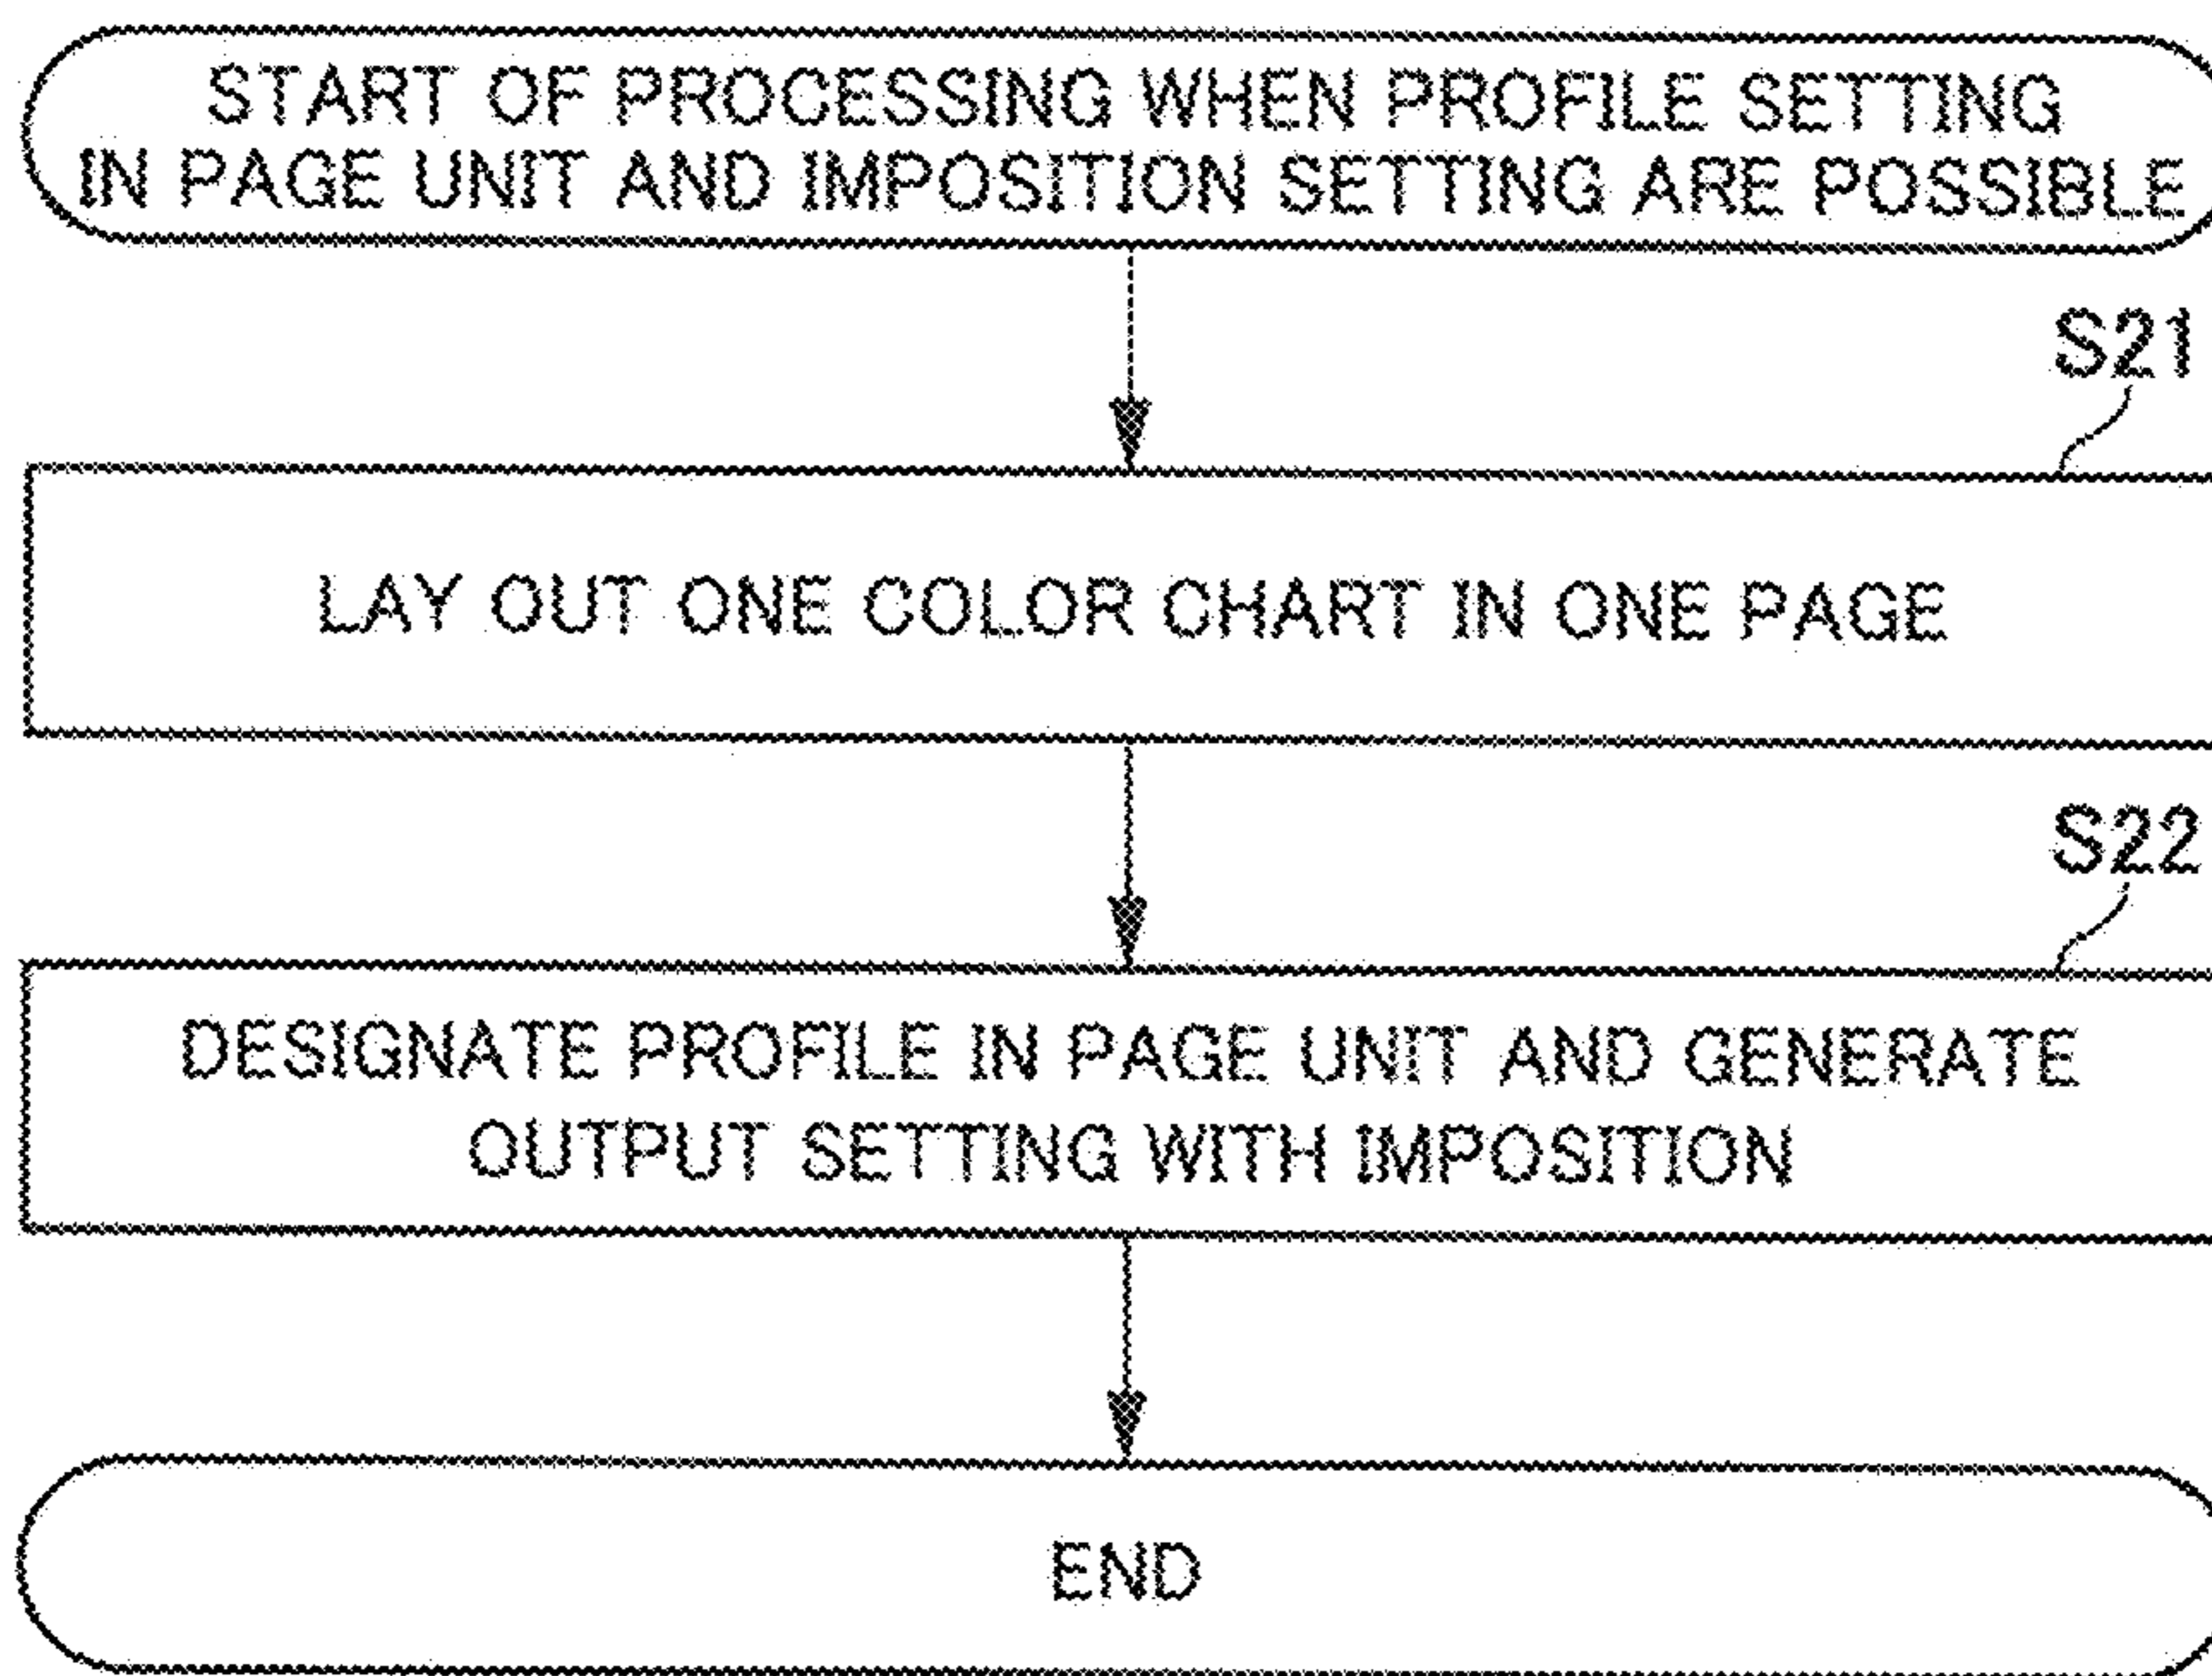 START OF PROCESSING WHEN PROFILE SETTING
IN PAGE UNIT AND IMPOSITION SETTING ARE POSSIBLE
S21
LAY OUT ONE COLOR CHART IN ONE PAGE
S22
DESIGNATE PROFILE IN PAGE UNIT AND GENERATE
OUTPUT SETTING WITH IMPOSITION
END